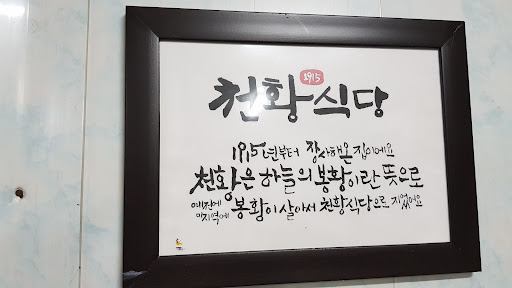 1915
천황식당
1915년부터 장사해온 집이에요
천황은 하늘의 봉황이란 뜻으로
예전에 이지역에 봉황이 살아서 천황식당으로 지었어요